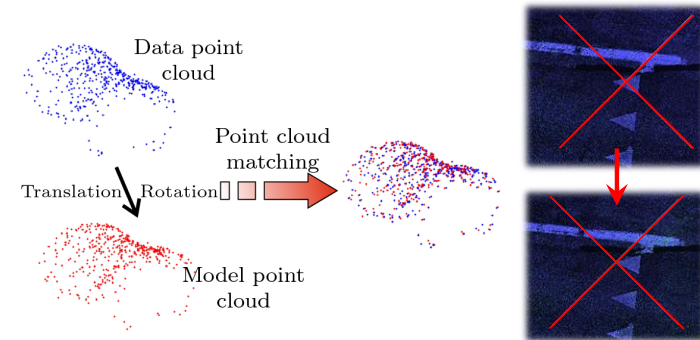 Data point
cloud
Point cloud
matching
Translation Rotation
Model point
cloud